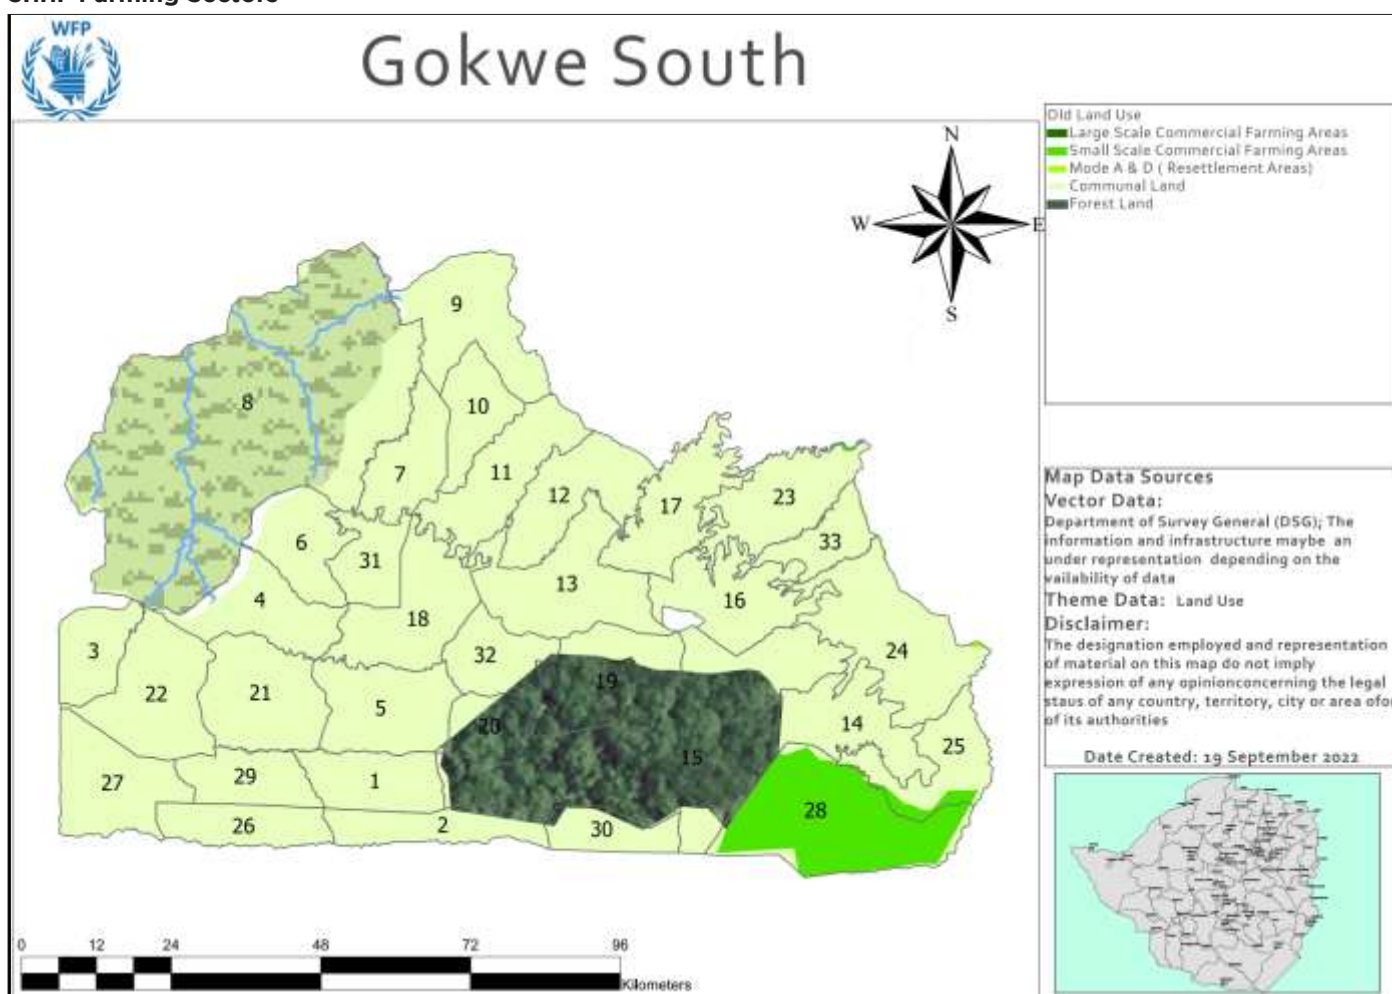 WFP
Gokwe South
Old Land Use
Large Scale Commercial Farming Areas
Small Scale Commercial Farming Areas
Mode A & D ( Resettlement Areas)
Communal Land
Forest Land
N
W
E
S
9
8
10
7
11
12
17
23
6
31
33
4
13
16
18
3
32
24
22
21
5
19
20
14
15
25
27
29
1
28
26
2
30
Map Data Sources
Vector Data:
Department of Survey General (DSG); The
information and infrastructure maybe an
under representation depending on the
vailability of data
Theme Data: Land Use
Disclaimer:
The designation employed and representation
of material on this map do not imply
expression of any opinionconcerning the legal
staus of any country, territory, city or area ofor
of its authorities
Date Created: 19 September 2022
0 12 24 48 72 96
Kilometers